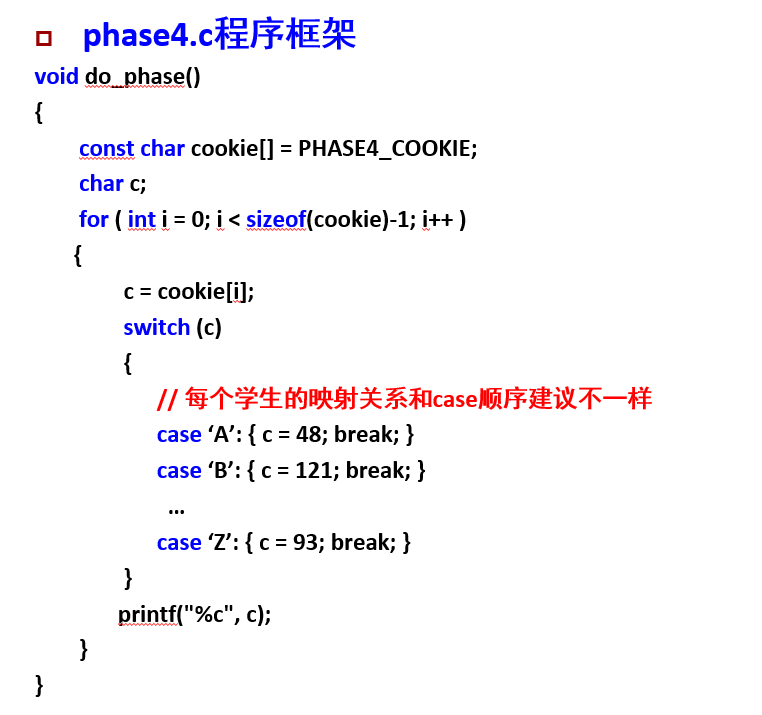 phase4.c程序框架
void do_phase()
{
const char cookie[] = PHASE4_COOKIE;
char c;
for ( int i = 0; i < sizeof(cookie)-1; i++ )
{
c = cookie[i];
switch (c)
{
// 每个学生的映射关系和case顺序建议不一样
case ‘A’: { c = 48; break; }
case ‘B’: { c = 121; break; }
...
case ‘Z’: { c = 93; break; }
}
printf("%c", c);
}
}